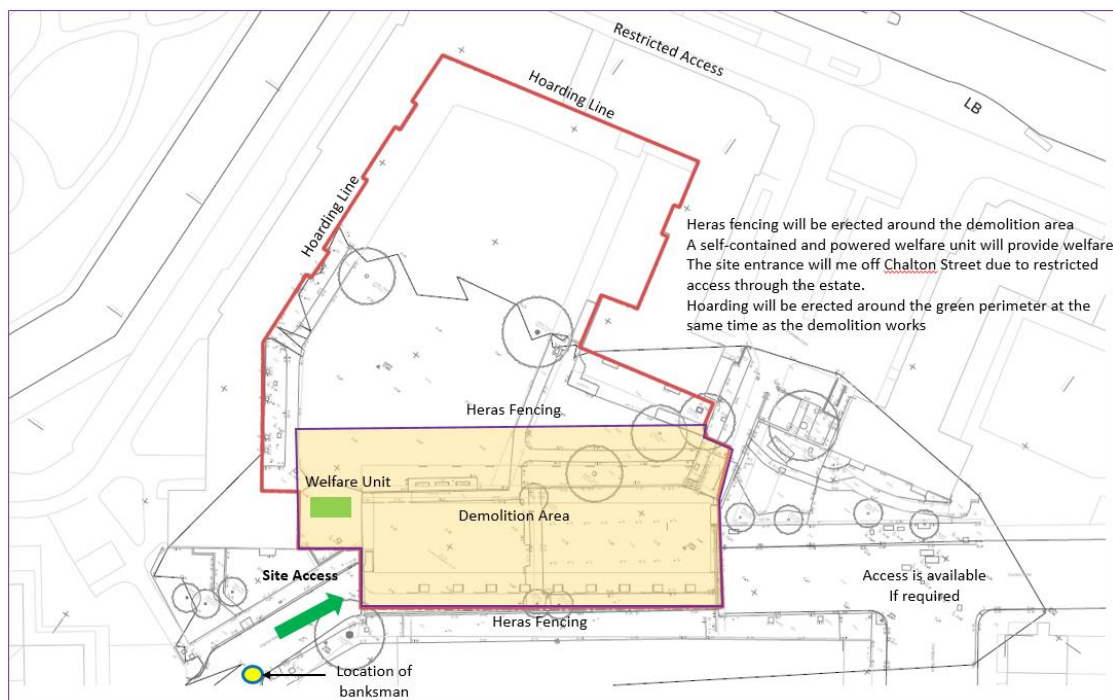 Restricted Access
Hoarding Line
LB
Hoarding Line
Heras fencing will be erected around the demolition area
A self-contained and powered welfare unit will provide welfare
The site entrance will me off Chalton Street due to restricted
access through the estate.
Hoarding will be erected around the green perimeter at the
same time as the demolition works
Heras Fencing
Welfare Unit
Demolition Area
Site Access
Access is available
If required
Heras Fencing
Location of
banksman